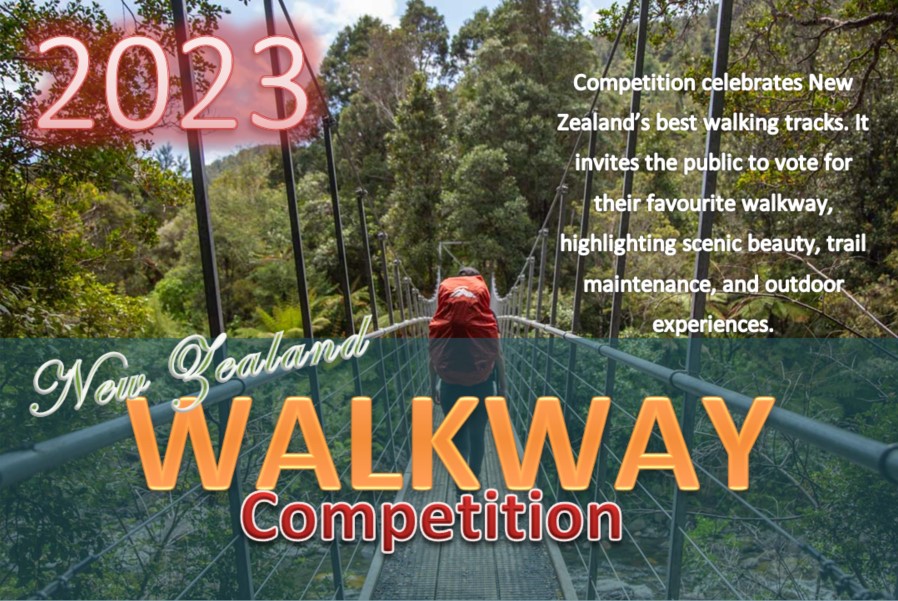 2023
Competition celebrates New
Zealand’s best walking tracks. It
invites the public to vote for
their favourite walkway,
highlighting scenic beauty, trail
maintenance, and outdoor
experiences.
New Zealand
WALKWAY
Competition